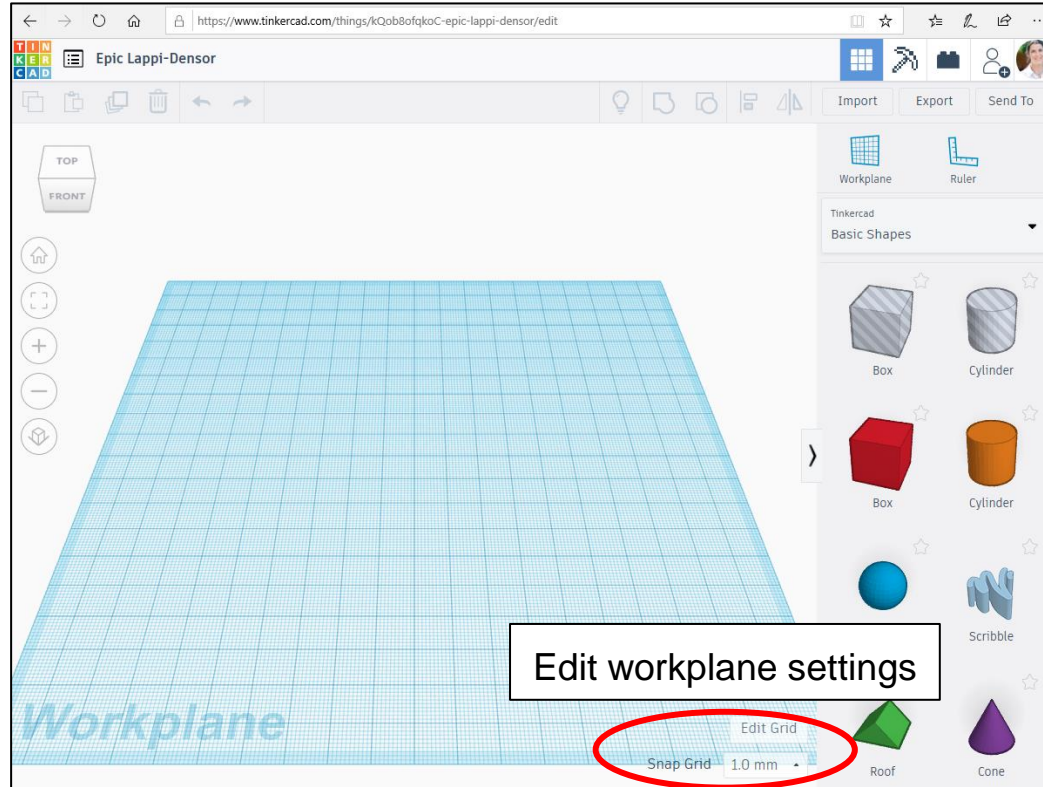 https://www.tinkercad.com/things/kQob8ofqkoC-epic-lappi-densor/edit
TIN
KER
CAD
Epic Lappi-Densor
Import Export Send To
TOP
FRONT
Workplane Ruler
Tinkercad
Basic Shapes
Box Cylinder
Box Cylinder
Scribble
Edit workplane settings
Workplane
Edit Grid
Snap Grid 1.0 mm
Roof Cone